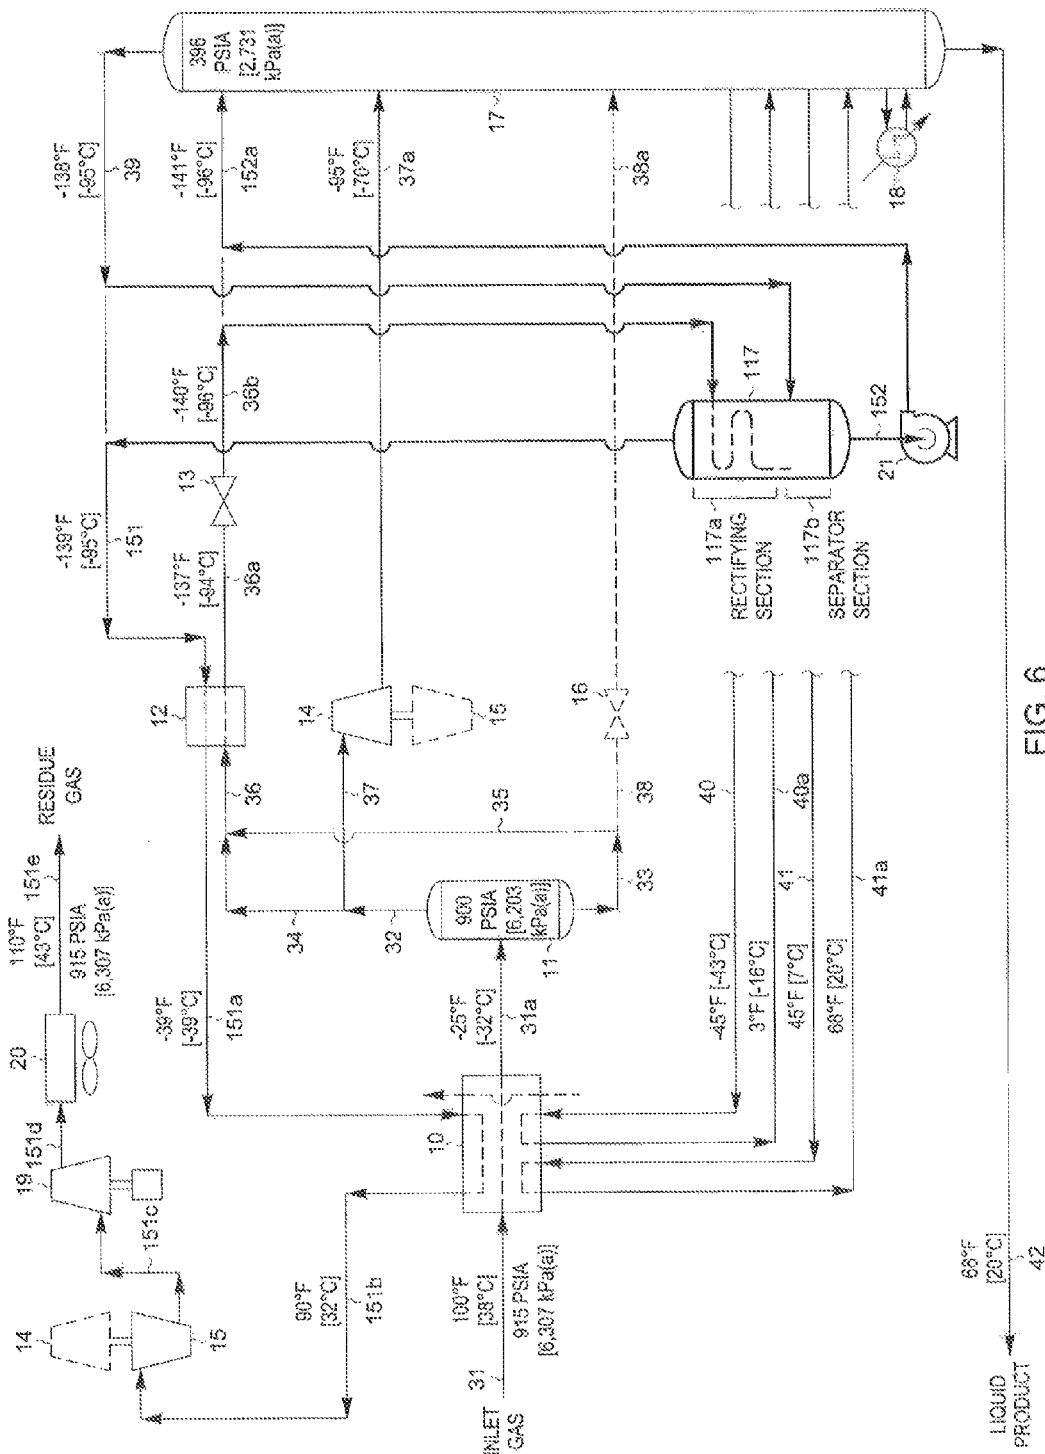 RESIDUE
GAS
110°F
[43°C]
151e
915 PSIA
[6,307 kPa(a)]
20
151d
19
151c
14
15
90°F
[32°C]
151b
-39°F
[-39°C]
151a
-139°F
[-95°C]
151
-138°F
[-95°C]
39
12
36
-137°F
[-94°C]
36a
13
-140°F
[-96°C]
36b
-141°F
[-96°C]
152a
396
PSIA
[2,731
kPa(a)]
14
15
37
-95°F
[-70°C]
37a
34
32
35
INLET
GAS
31
100°F
[38°C]
915 PSIA
[6,307 kPa(a)]
10
-25°F
[-32°C]
31a
11
900
PSIA
[6,203
kPa(a)]
33
38
16
38a
17
-45°F [-43°C]
40
3°F [-16°C]
40a
45°F [7°C]
41
68°F [20°C]
41a
117a
RECTIFYING
SECTION
117b
SEPARATOR
SECTION
117
152
21
18
LIQUID
PRODUCT
68°F
[20°C]
42
FIG. 6